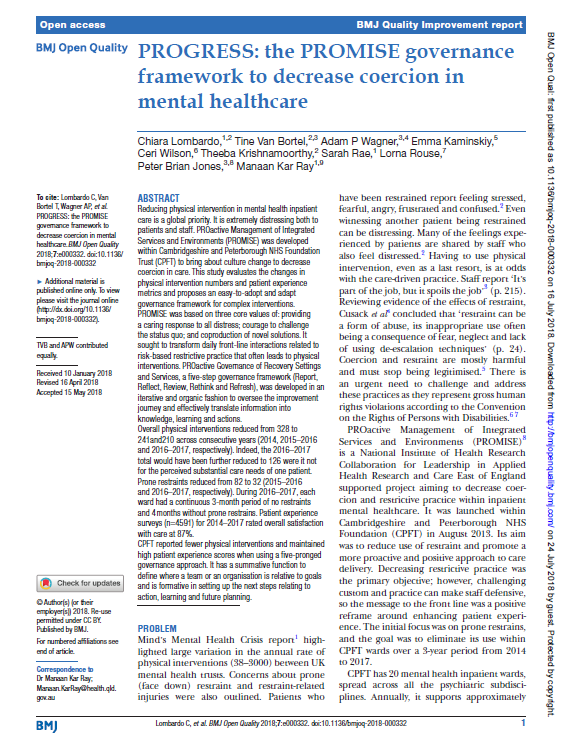 Open access
BMJ Quality Improvement report
BMJ Open Quality
PROGRESS: the PROMISE governance
framework to decrease coercion in
mental healthcare
Chiara Lombardo,1,2 Tine Van Bortel,2,3 Adam P Wagner,3,4 Emma Kaminskiy,5
Ceri Wilson,6 Theeba Krishnamoorthy,2 Sarah Rae,1 Lorna Rouse,7
Peter Brian Jones,3,8 Manaan Kar Ray1,9
To cite: Lombardo C, Van
Bortel T, Wagner AP, et al.
PROGRESS: the PROMISE
governance framework to
decrease coercion in mental
healthcare. BMJ Open Quality
2018;7:e000332. doi:10.1136/
bmjoq-2018-000332
► Additional material is
published online only. To view
please visit the journal online
(http://dx.doi.org/10.1136/
bmjoq-2018-000332).
TVB and APW contributed
equally.
Received 10 January 2018
Revised 16 April 2018
Accepted 15 May 2018
Check for updates
© Author(s) (or their
employer(s)) 2018. Re-use
permitted under CC BY.
Published by BMJ.
For numbered affiliations see
end of article.
Correspondence to
Dr Manaan Kar Ray;
Manaan.KarRay@health.qld.
gov.au
ABSTRACT
Reducing physical intervention in mental health inpatient
care is a global priority. It is extremely distressing both to
patients and staff. PROactive Management of Integrated
Services and Environments (PROMISE) was developed
within Cambridgeshire and Peterborough NHS Foundation
Trust (CPFT) to bring about culture change to decrease
coercion in care. This study evaluates the changes in
physical intervention numbers and patient experience
metrics and proposes an easy-to-adopt and adapt
governance framework for complex interventions.
PROMISE was based on three core values of: providing
a caring response to all distress; courage to challenge
the status quo; and coproduction of novel solutions. It
sought to transform daily front-line interactions related to
risk-based restrictive practice that often leads to physical
interventions. PROactive Governance of Recovery Settings
and Services, a five-step governance framework (Report,
Reflect, Review, Rethink and Refresh), was developed in an
iterative and organic fashion to oversee the improvement
journey and effectively translate information into
knowledge, learning and actions.
Overall physical interventions reduced from 328 to
241and210 across consecutive years (2014, 2015–2016
and 2016–2017, respectively). Indeed, the 2016–2017
total would have been further reduced to 126 were it not
for the perceived substantial care needs of one patient.
Prone restraints reduced from 82 to 32 (2015–2016
and 2016–2017, respectively). During 2016–2017, each
ward had a continuous 3-month period of no restraints
and 4 months without prone restraints. Patient experience
surveys (n=4591) for 2014–2017 rated overall satisfaction
with care at 87%.
CPFT reported fewer physical interventions and maintained
high patient experience scores when using a five-pronged
governance approach. It has a summative function to
define where a team or an organisation is relative to goals
and is formative in setting up the next steps relating to
action, learning and future planning.
PROBLEM
Mind's Mental Health Crisis report1 high-
lighted large variation in the annual rate of
physical interventions (38–3000) between UK
mental health trusts. Concerns about prone
(face down) restraint and restraint-related
injuries were also outlined. Patients who
have been restrained report feeling stressed,
fearful, angry, frustrated and confused.2 Even
witnessing another patient being restrained
can be distressing. Many of the feelings expe-
rienced by patients are shared by staff who
also feel distressed.2 Having to use physical
intervention, even as a last resort, is at odds
with the care-driven practice. Staff report 'It's
part of the job, but it spoils the job'3 (p. 215).
Reviewing evidence of the effects of restraint,
Cusack et al4 concluded that 'restraint can be
a form of abuse, its inappropriate use often
being a consequence of fear, neglect and lack
of using de-escalation techniques' (p. 24).
Coercion and restraint are mostly harmful
and must stop being legitimised.5 There is
an urgent need to challenge and address
these practices as they represent gross human
rights violations according to the Convention
on the Rights of Persons with Disabilities.6 7
PROactive Management of Integrated
Services and Environments (PROMISE)8
is a National Institute of Health Research
Collaboration for Leadership in Applied
Health Research and Care East of England
supported project aiming to decrease coer-
cion and restrictive practice within inpatient
mental healthcare. It was launched within
Cambridgeshire and Peterborough NHS
Foundation (CPFT) in August 2013. Its aim
was to reduce use of restraint and promote a
more proactive and positive approach to care
delivery. Decreasing restrictive practice was
the primary objective; however, challenging
custom and practice can make staff defensive,
so the message to the front line was a positive
reframe around enhancing patient experi-
ence. The initial focus was on prone restraints,
and the goal was to eliminate its use within
CPFT wards over a 3-year period from 2014
to 2017.
CPFT has 20 mental health inpatient wards,
spread across all the psychiatric subdisci-
plines. Annually, it supports approximately
BMJ
Lombardo C, et al. BMJ Open Quality 2018;7:e000332. doi:10.1136/bmjoq-2018-000332
1
BMJ Open Qual: first published as 10.1136/bmjoq-2018-000332 on 16 July 2018. Downloaded from http://bmjopenquality.bmj.com/ on 24 July 2018 by guest. Protected by copyright.